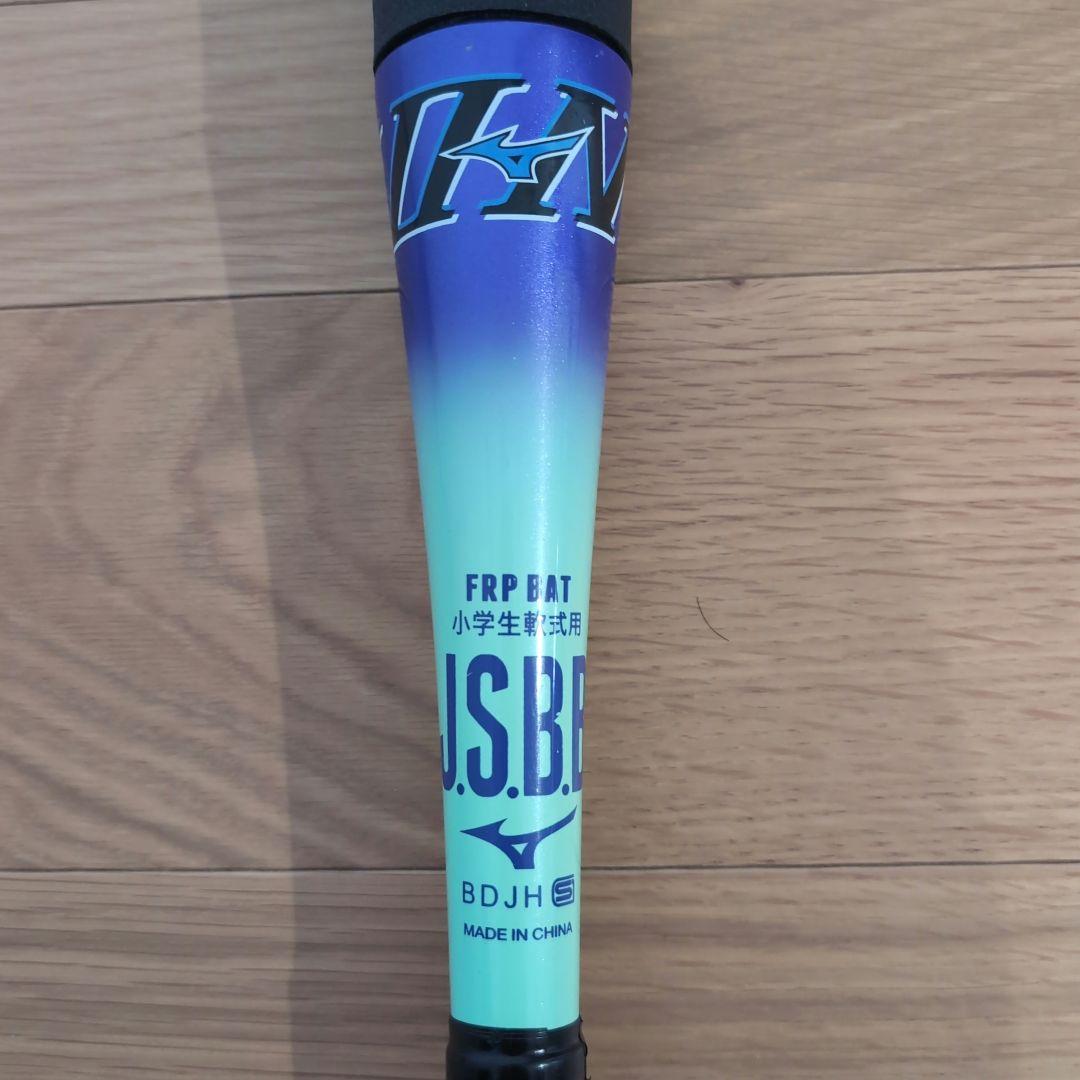 FRP BAT
小学生軟式用
J.S.B.B
BDJH S
MADE IN CHINA